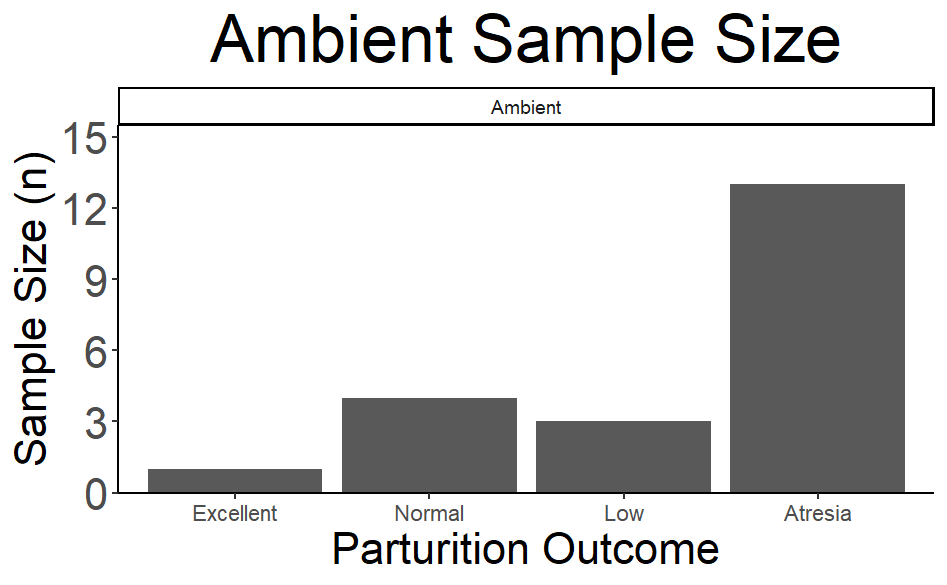 Ambient Sample Size
Ambient
Sample Size (n)
15
12
9
6
3
0
Excellent Normal Low Atresia
Parturition Outcome